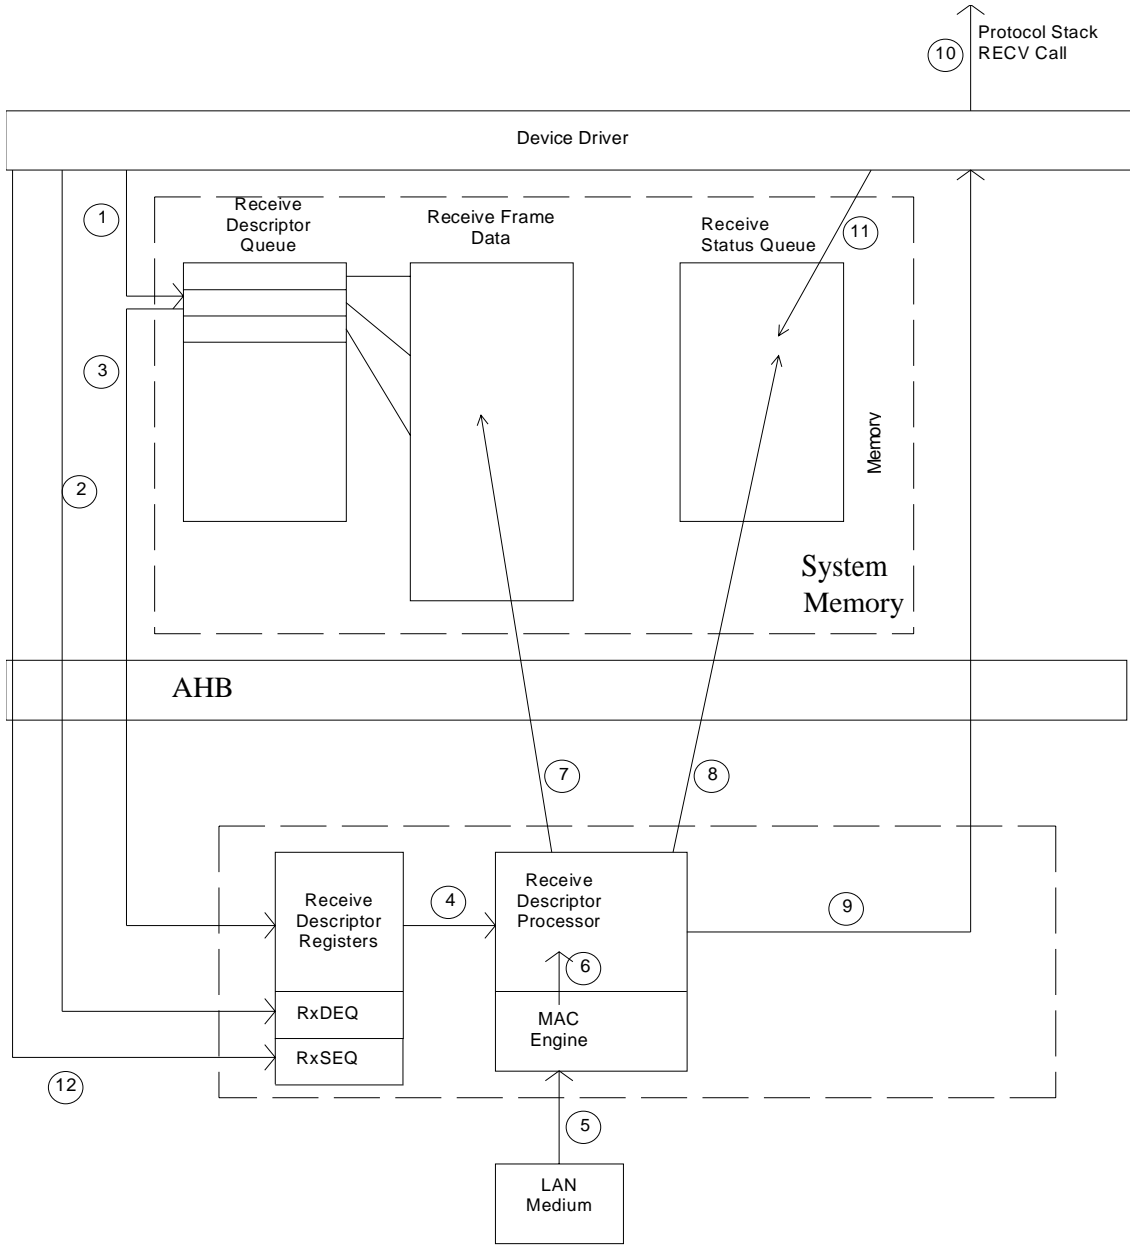 Protocol Stack
RECV Call
10
Device Driver
1
Receive
Descriptor
Queue
Receive Frame
Data
Receive
Status Queue
11
3
2
Memory
System
Memory
AHB
7
8
Receive
Descriptor
Registers
4
Receive
Descriptor
Processor
9
6
RxDEQ
MAC
Engine
RxSEQ
12
5
LAN
Medium